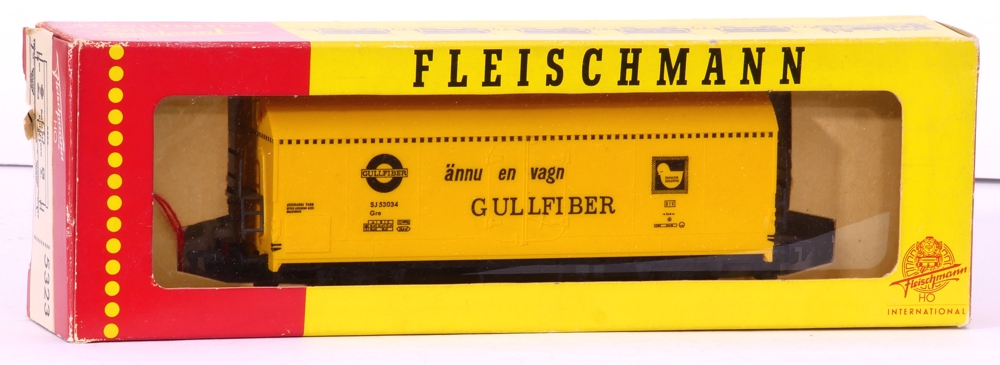 FLEISCHMANN
GULLFIBER
ännu en vagn
GULLFIBER
SJ 53034
Gre
Fleischmann
HO
INTERNATIONAL
5323